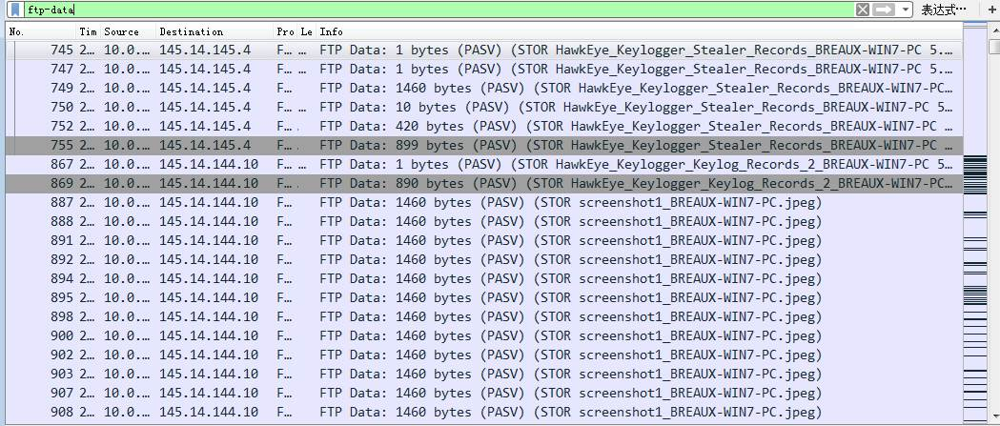 ftp-data 表达式… +
No. Tim Source Destination Pro Le Info
745 2… 10.0.… 145.14.145.4 F… … FTP Data: 1 bytes (PASV) (STOR HawkEye_Keylogger_Stealer_Records_BREAUX-WIN7-PC 5.…
747 2… 10.0.… 145.14.145.4 F… … FTP Data: 1 bytes (PASV) (STOR HawkEye_Keylogger_Stealer_Records_BREAUX-WIN7-PC 5.…
749 2… 10.0.… 145.14.145.4 F… FTP Data: 1460 bytes (PASV) (STOR HawkEye_Keylogger_Stealer_Records_BREAUX-WIN7-PC…
750 2… 10.0.… 145.14.145.4 F… … FTP Data: 10 bytes (PASV) (STOR HawkEye_Keylogger_Stealer_Records_BREAUX-WIN7-PC 5…
752 2… 10.0.… 145.14.145.4 F… … FTP Data: 420 bytes (PASV) (STOR HawkEye_Keylogger_Stealer_Records_BREAUX-WIN7-PC …
755 2… 10.0.… 145.14.145.4 F… FTP Data: 899 bytes (PASV) (STOR HawkEye_Keylogger_Stealer_Records_BREAUX-WIN7-PC …
867 2… 10.0.… 145.14.144.10 F… … FTP Data: 1 bytes (PASV) (STOR HawkEye_Keylogger_Keylog_Records_2_BREAUX-WIN7-PC 5…
869 2… 10.0.… 145.14.144.10 F… FTP Data: 890 bytes (PASV) (STOR HawkEye_Keylogger_Keylog_Records_2_BREAUX-WIN7-PC…
887 2… 10.0.… 145.14.144.10 F… FTP Data: 1460 bytes (PASV) (STOR screenshot1_BREAUX-WIN7-PC.jpeg)
888 2… 10.0.… 145.14.144.10 F… FTP Data: 1460 bytes (PASV) (STOR screenshot1_BREAUX-WIN7-PC.jpeg)
891 2… 10.0.… 145.14.144.10 F… FTP Data: 1460 bytes (PASV) (STOR screenshot1_BREAUX-WIN7-PC.jpeg)
892 2… 10.0.… 145.14.144.10 F… FTP Data: 1460 bytes (PASV) (STOR screenshot1_BREAUX-WIN7-PC.jpeg)
894 2… 10.0.… 145.14.144.10 F… FTP Data: 1460 bytes (PASV) (STOR screenshot1_BREAUX-WIN7-PC.jpeg)
895 2… 10.0.… 145.14.144.10 F… FTP Data: 1460 bytes (PASV) (STOR screenshot1_BREAUX-WIN7-PC.jpeg)
898 2… 10.0.… 145.14.144.10 F… FTP Data: 1460 bytes (PASV) (STOR screenshot1_BREAUX-WIN7-PC.jpeg)
900 2… 10.0.… 145.14.144.10 F… FTP Data: 1460 bytes (PASV) (STOR screenshot1_BREAUX-WIN7-PC.jpeg)
902 2… 10.0.… 145.14.144.10 F… FTP Data: 1460 bytes (PASV) (STOR screenshot1_BREAUX-WIN7-PC.jpeg)
903 2… 10.0.… 145.14.144.10 F… FTP Data: 1460 bytes (PASV) (STOR screenshot1_BREAUX-WIN7-PC.jpeg)
907 2… 10.0.… 145.14.144.10 F… FTP Data: 1460 bytes (PASV) (STOR screenshot1_BREAUX-WIN7-PC.jpeg)
908 2… 10.0.… 145.14.144.10 F… FTP Data: 1460 bytes (PASV) (STOR screenshot1_BREAUX-WIN7-PC.jpeg)